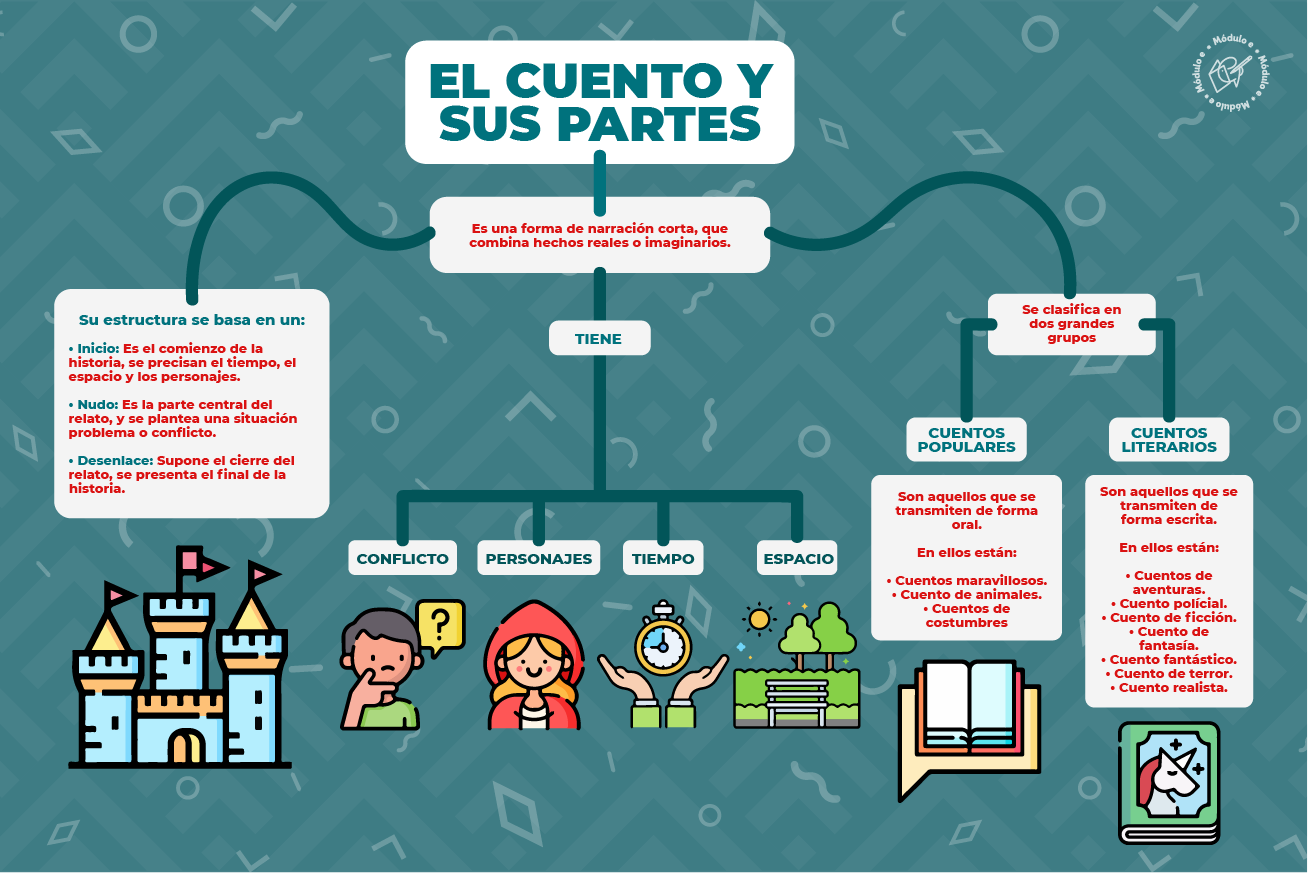 EL CUENTO Y
SUS PARTES
Módulo e • Módulo e • Módulo e • Módulo e •
Es una forma de narración corta, que
combina hechos reales o imaginarios.
Su estructura se basa en un:
• Inicio: Es el comienzo de la
historia, se precisan el tiempo, el
espacio y los personajes.
• Nudo: Es la parte central del
relato, y se plantea una situación
problema o conflicto.
• Desenlace: Supone el cierre del
relato, se presenta el final de la
historia.
TIENE
CONFLICTO
PERSONAJES
TIEMPO
ESPACIO
?
Se clasifica en
dos grandes
grupos
CUENTOS
POPULARES
Son aquellos que se
transmiten de forma
oral.
En ellos están:
• Cuentos maravillosos.
• Cuento de animales.
• Cuentos de
costumbres
CUENTOS
LITERARIOS
Son aquellos que se
transmiten de
forma escrita.
En ellos están:
• Cuentos de
aventuras.
• Cuento polícial.
• Cuento de ficción.
• Cuento de
fantasía.
• Cuento fantástico.
• Cuento de terror.
• Cuento realista.